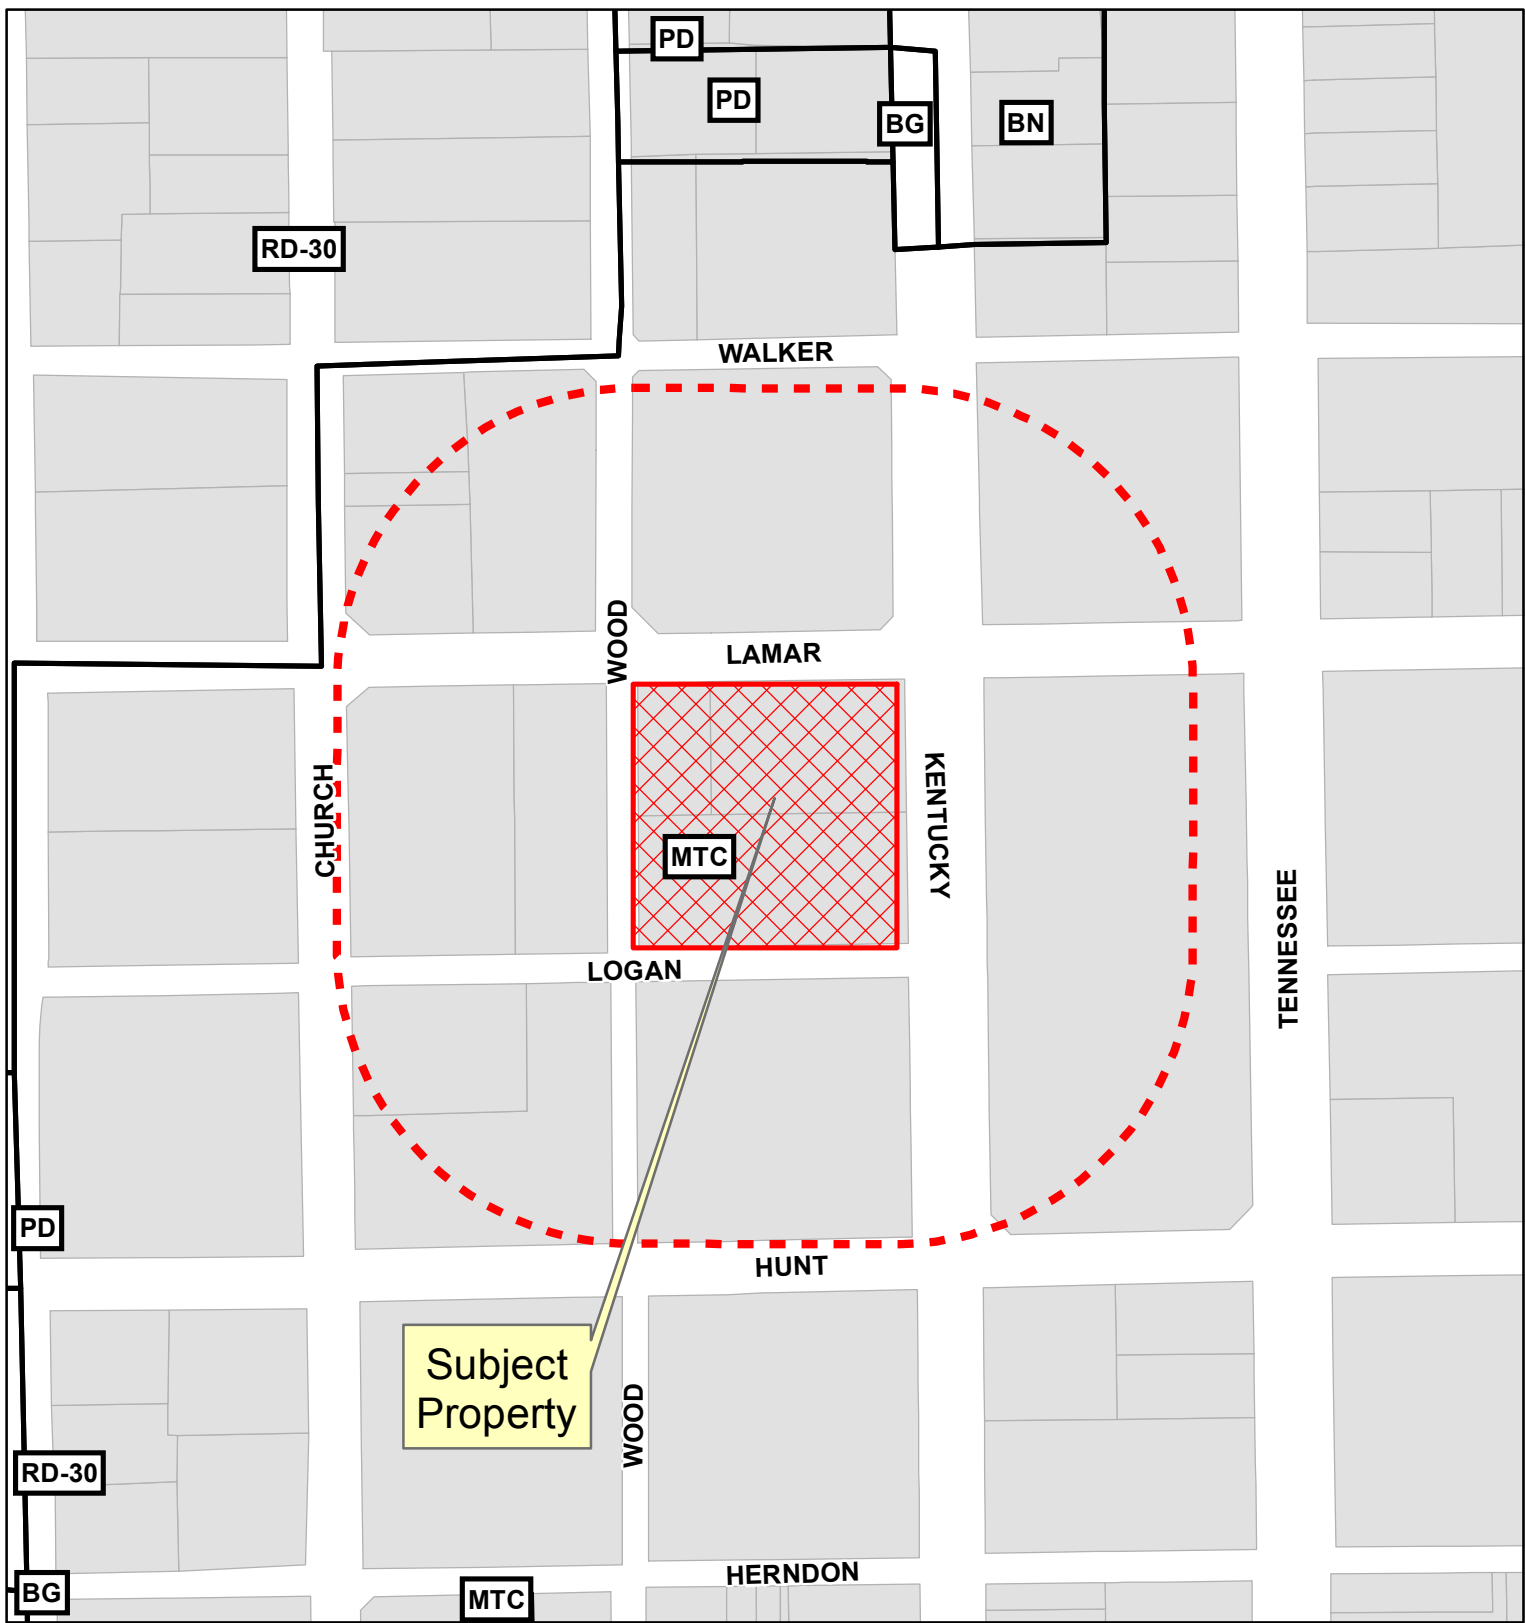 PD
PD
BG
BN
RD-30
WALKER
WOOD
LAMAR
CHURCH
KENTUCKY
MTC
TENNESSEE
LOGAN
PD
HUNT
Subject
Property
WOOD
RD-30
BG
HERNDON
MTC